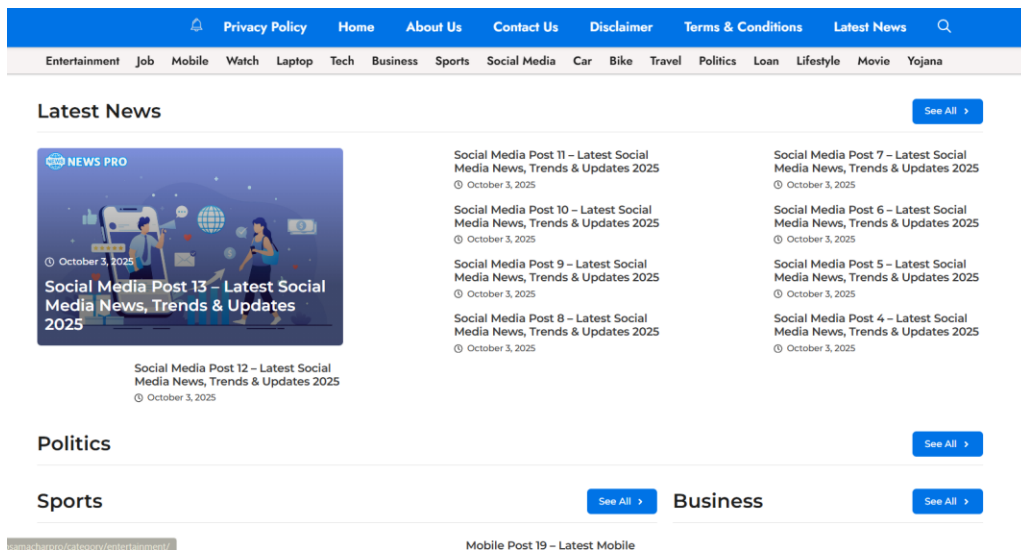 Privacy Policy Home About Us Contact Us Disclaimer Terms & Conditions Latest News
Entertainment Job Mobile Watch Laptop Tech Business Sports Social Media Car Bike Travel Politics Loan Lifestyle Movie Yojana
Latest News
See All
NEWS PRO
October 3, 2025
Social Media Post 13 – Latest Social
Media News, Trends & Updates
2025
Social Media Post 12 – Latest Social
Media News, Trends & Updates 2025
October 3, 2025
Social Media Post 11 – Latest Social
Media News, Trends & Updates 2025
October 3, 2025
Social Media Post 10 – Latest Social
Media News, Trends & Updates 2025
October 3, 2025
Social Media Post 9 – Latest Social
Media News, Trends & Updates 2025
October 3, 2025
Social Media Post 8 – Latest Social
Media News, Trends & Updates 2025
October 3, 2025
Social Media Post 7 – Latest Social
Media News, Trends & Updates 2025
October 3, 2025
Social Media Post 6 – Latest Social
Media News, Trends & Updates 2025
October 3, 2025
Social Media Post 5 – Latest Social
Media News, Trends & Updates 2025
October 3, 2025
Social Media Post 4 – Latest Social
Media News, Trends & Updates 2025
October 3, 2025
Politics
See All
Sports
See All
Business
See All
Mobile Post 19 – Latest Mobile
samacharpro/category/entertainment/